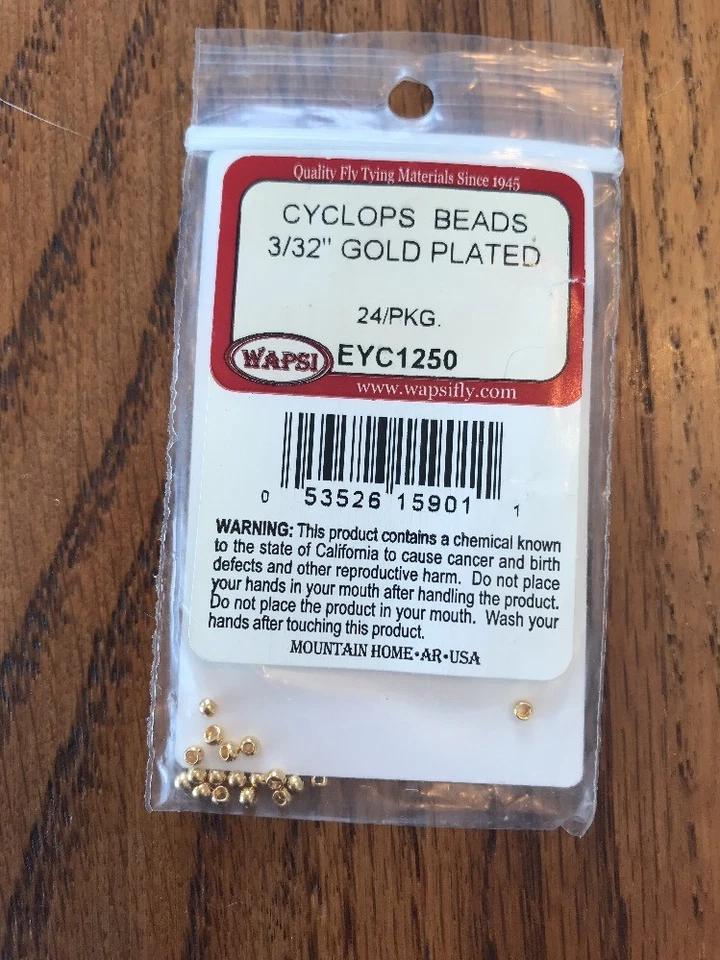 Quality Fly Tying Materials Since 1945
CYCLOPS BEADS
3/32" GOLD PLATED
24/PKG.
WAPSI EYC1250
www.wapsifly.com
0 53526 15901 1
WARNING: This product contains a chemical known
to the state of California to cause cancer and birth
defects and other reproductive harm. Do not place
your hands in your mouth after handling the product.
Do not place the product in your mouth. Wash your
hands after touching this product.
MOUNTAIN HOME•AR•USA